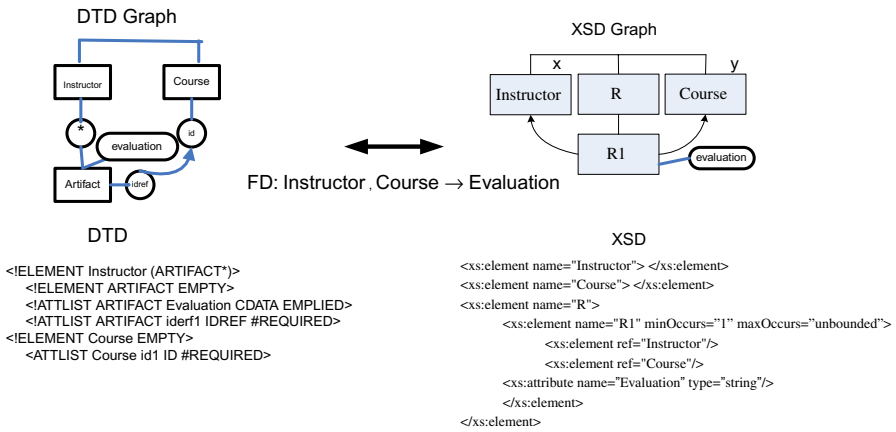 DTD Graph
XSD Graph
x
y
Instructor
Course
Instructor
R
Course
*
evaluation
id
R1
evaluation
Artifact
idref
FD: Instructor , Course → Evaluation
DTD
<!ELEMENT Instructor (ARTIFACT*)>
<!ELEMENT ARTIFACT EMPTY>
<!ATTLIST ARTIFACT Evaluation CDATA EMPLIED>
<!ATTLIST ARTIFACT iderf1 IDREF #REQUIRED>
<!ELEMENT Course EMPTY>
<ATTLIST Course id1 ID #REQUIRED>
XSD
<xs:element name="Instructor"> </xs:element>
<xs:element name="Course"> </xs:element>
<xs:element name="R">
<xs:element name="R1" minOccurs=”1” maxOccurs=”unbounded”>
<xs:element ref="Instructor"/>
<xs:element ref="Course"/>
<xs:attribute name=”Evaluation” type=”string”/>
</xs:element>
</xs:element>